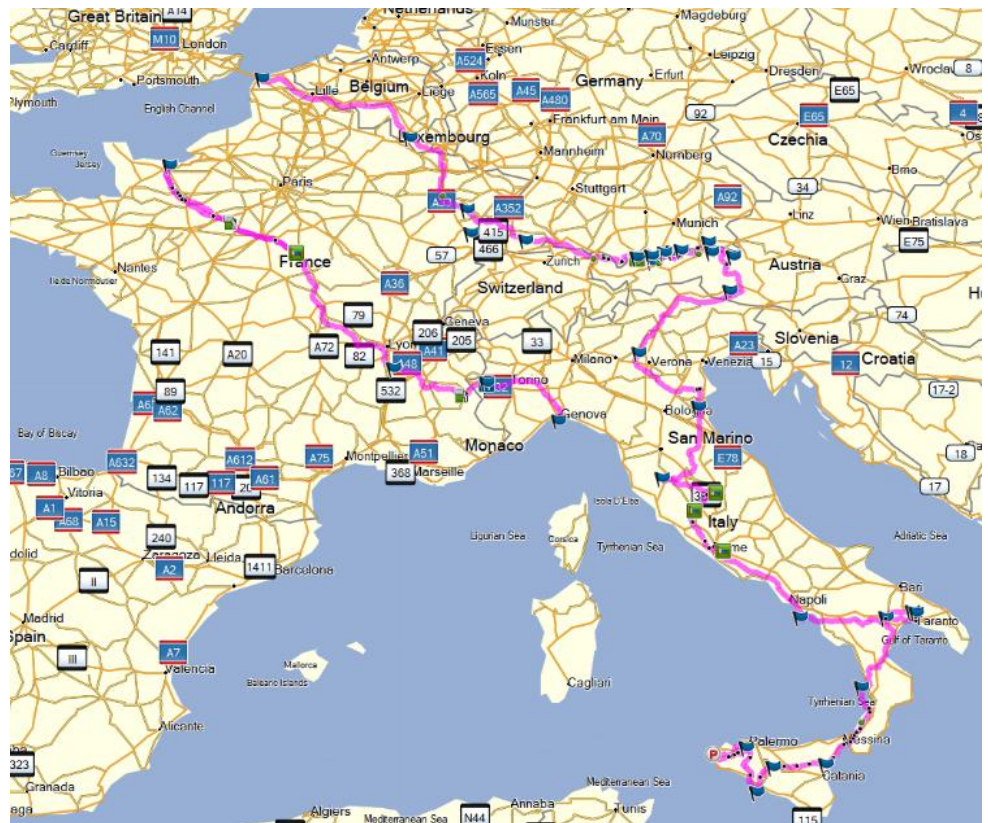 Great Britain
A14
Netherlands
Munster
Magdeburg
Cardiff
M10
London
Antwerp
A524
Essen
Leipzig
Wrocla
8
Koln
Germany
Erfurt
Dresden
E65
Portsmouth
Lille
Belgium
Liege
A565
A45
A480
Plymouth
English Channel
Frankfurt am Main
92
E65
4
Guernsey
Jersey
Luxembourg
A70
Czechia
Mannheim
Nurnberg
Brno
Paris
Stuttgart
34
A352
A92
Linz
Munich
Wien
Bratislava
415
E75
Nantes
France
57
466
Zurich
Austria
Ile de Noirmoutier
A36
Switzerland
Graz
79
Geneva
74
206
Slovenia
A72
Lyon
A41
205
33
A23
141
A20
82
A48
Milano
Verona
Venezia
15
Croatia
12
89
532
Torino
17-2
A62
Genova
Bologna
Bay of Biscay
Monaco
San Marino
A632
A612
A75
Montpellier
A51
E78
67
A8
Bilbao
134
117
117
A61
368
Marseille
18
Vitoria
17
A1
A68
A15
Andorra
Isola D'Elba
Italy
240
Ligurian Sea
Corsica
Tyrrhenian Sea
Adriatic Sea
Zaragoza
Lleida
A2
1411
Barcelona
II
Napoli
Bari
Madrid
Taranto
Spain
III
A7
Gulf of Taranto
Valencia
Mallorca
Cagliari
Balearic Islands
Tyrrhenian Sea
Alicante
P
Palermo
Messina
323
Catania
Granada
Mediterranean Sea
Algiers
Mediterranean Sea
N44
Annaba
Tunis
115